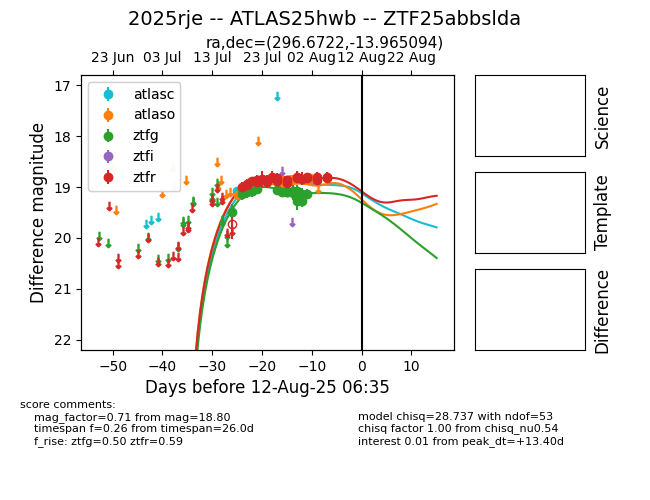 2025rje -- ATLAS25hwb -- ZTF25abbslda
ra,dec=(296.6722,-13.965094)
23 Jun 03 Jul 13 Jul 23 Jul 02 Aug 12 Aug 22 Aug
17
18
19
20
21
22
Difference magnitude
atlasc
atlaso
ztfg
ztfi
ztfr
−50 −40 −30 −20 −10 0 10
Days before 12-Aug-25 06:35
Science
Template
Difference
score comments:
mag_factor=0.71 from mag=18.80
timespan f=0.26 from timespan=26.0d
f_rise: ztfg=0.50 ztfr=0.59
model chisq=28.737 with ndof=53
chisq factor 1.00 from chisq_nu0.54
interest 0.01 from peak_dt=+13.40d